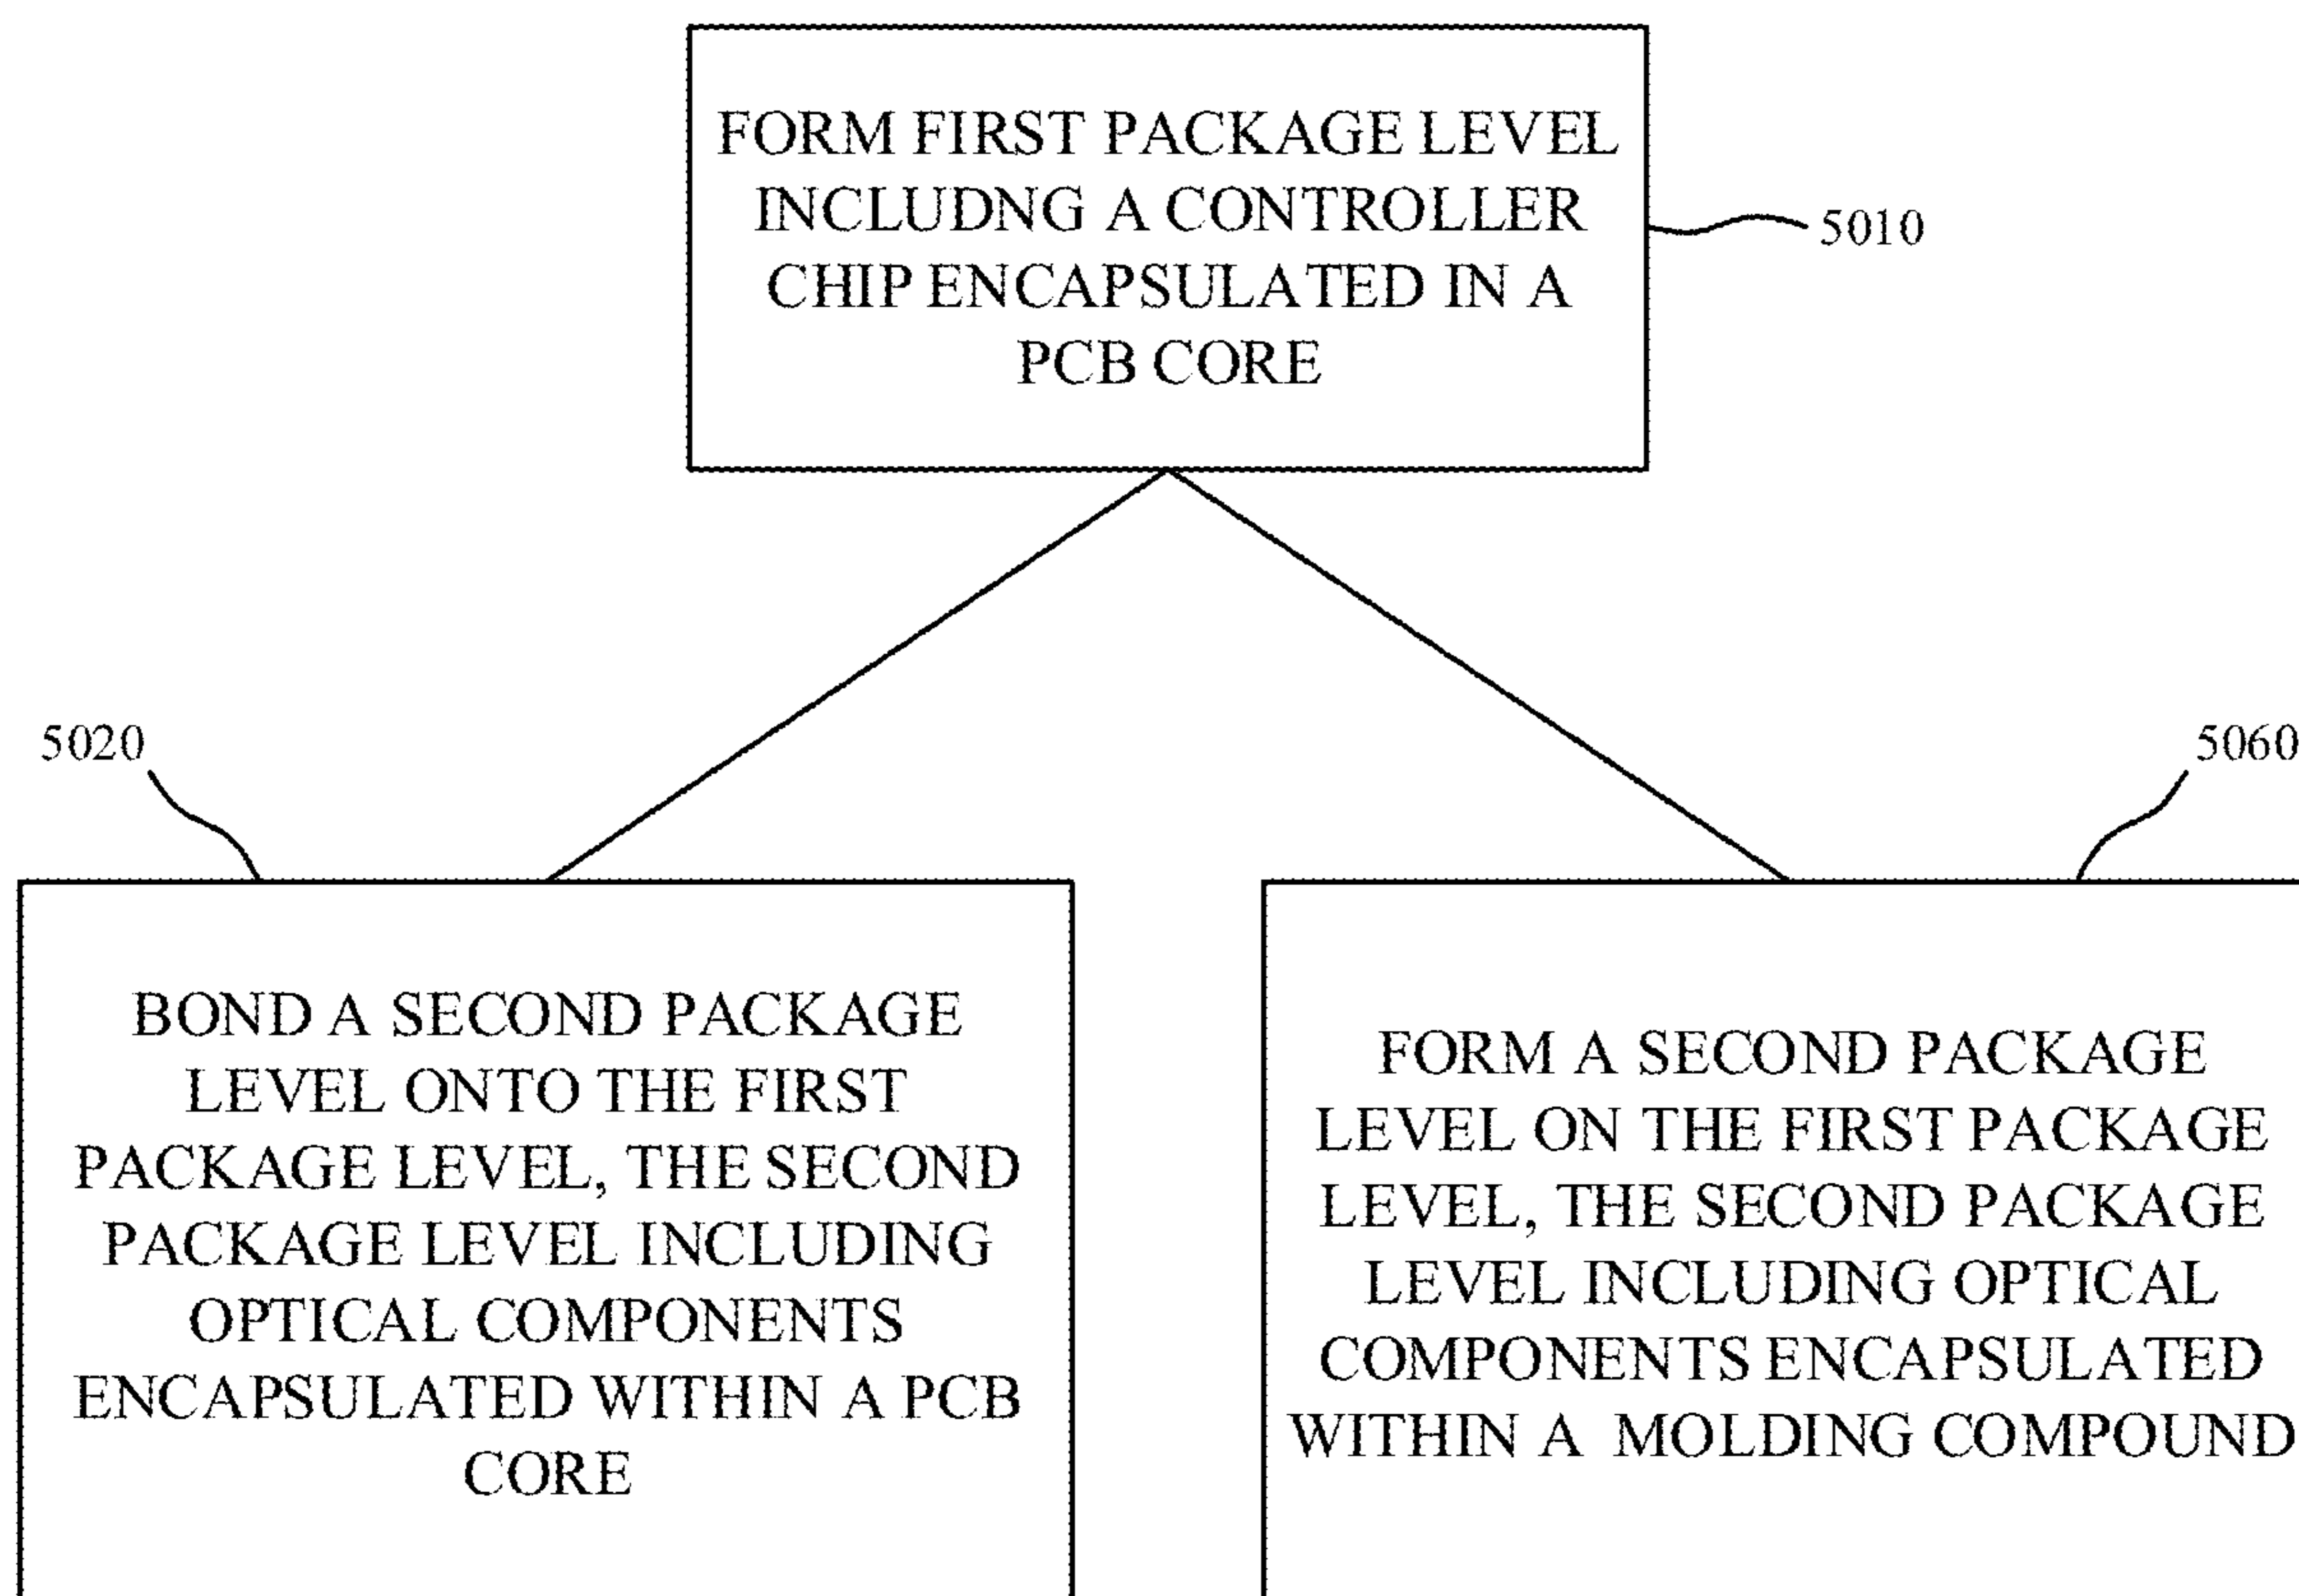 FORM FIRST PACKAGE LEVEL
INCLUDNG A CONTROLLER
CHIP ENCAPSULATED IN A
PCB CORE
5010
5020
5060
BOND A SECOND PACKAGE
LEVEL ONTO THE FIRST
PACKAGE LEVEL, THE SECOND
PACKAGE LEVEL INCLUDING
OPTICAL COMPONENTS
ENCAPSULATED WITHIN A PCB
CORE
FORM A SECOND PACKAGE
LEVEL ON THE FIRST PACKAGE
LEVEL, THE SECOND PACKAGE
LEVEL INCLUDING OPTICAL
COMPONENTS ENCAPSULATED
WITHIN A MOLDING COMPOUND